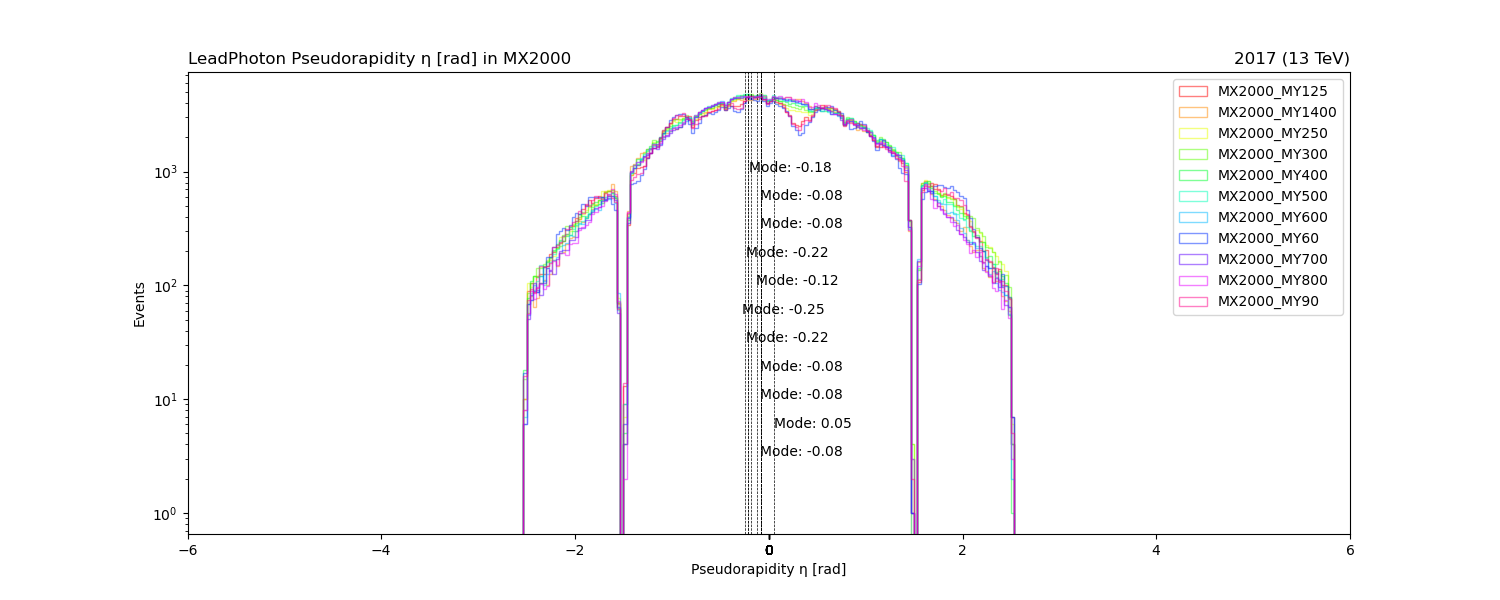 LeadPhoton Pseudorapidity η [rad] in MX2000
2017 (13 TeV)
MX2000_MY125
MX2000_MY1400
MX2000_MY250
MX2000_MY300
MX2000_MY400
MX2000_MY500
MX2000_MY600
MX2000_MY60
MX2000_MY700
MX2000_MY800
MX2000_MY90
Mode: -0.18
Mode: -0.08
Mode: -0.08
Mode: -0.22
Mode: -0.12
Mode: -0.25
Mode: -0.22
Mode: -0.08
Mode: -0.08
Mode: 0.05
Mode: -0.08
Events
10³
10²
10¹
10⁰
−6
−4
−2
0
2
4
6
Pseudorapidity η [rad]